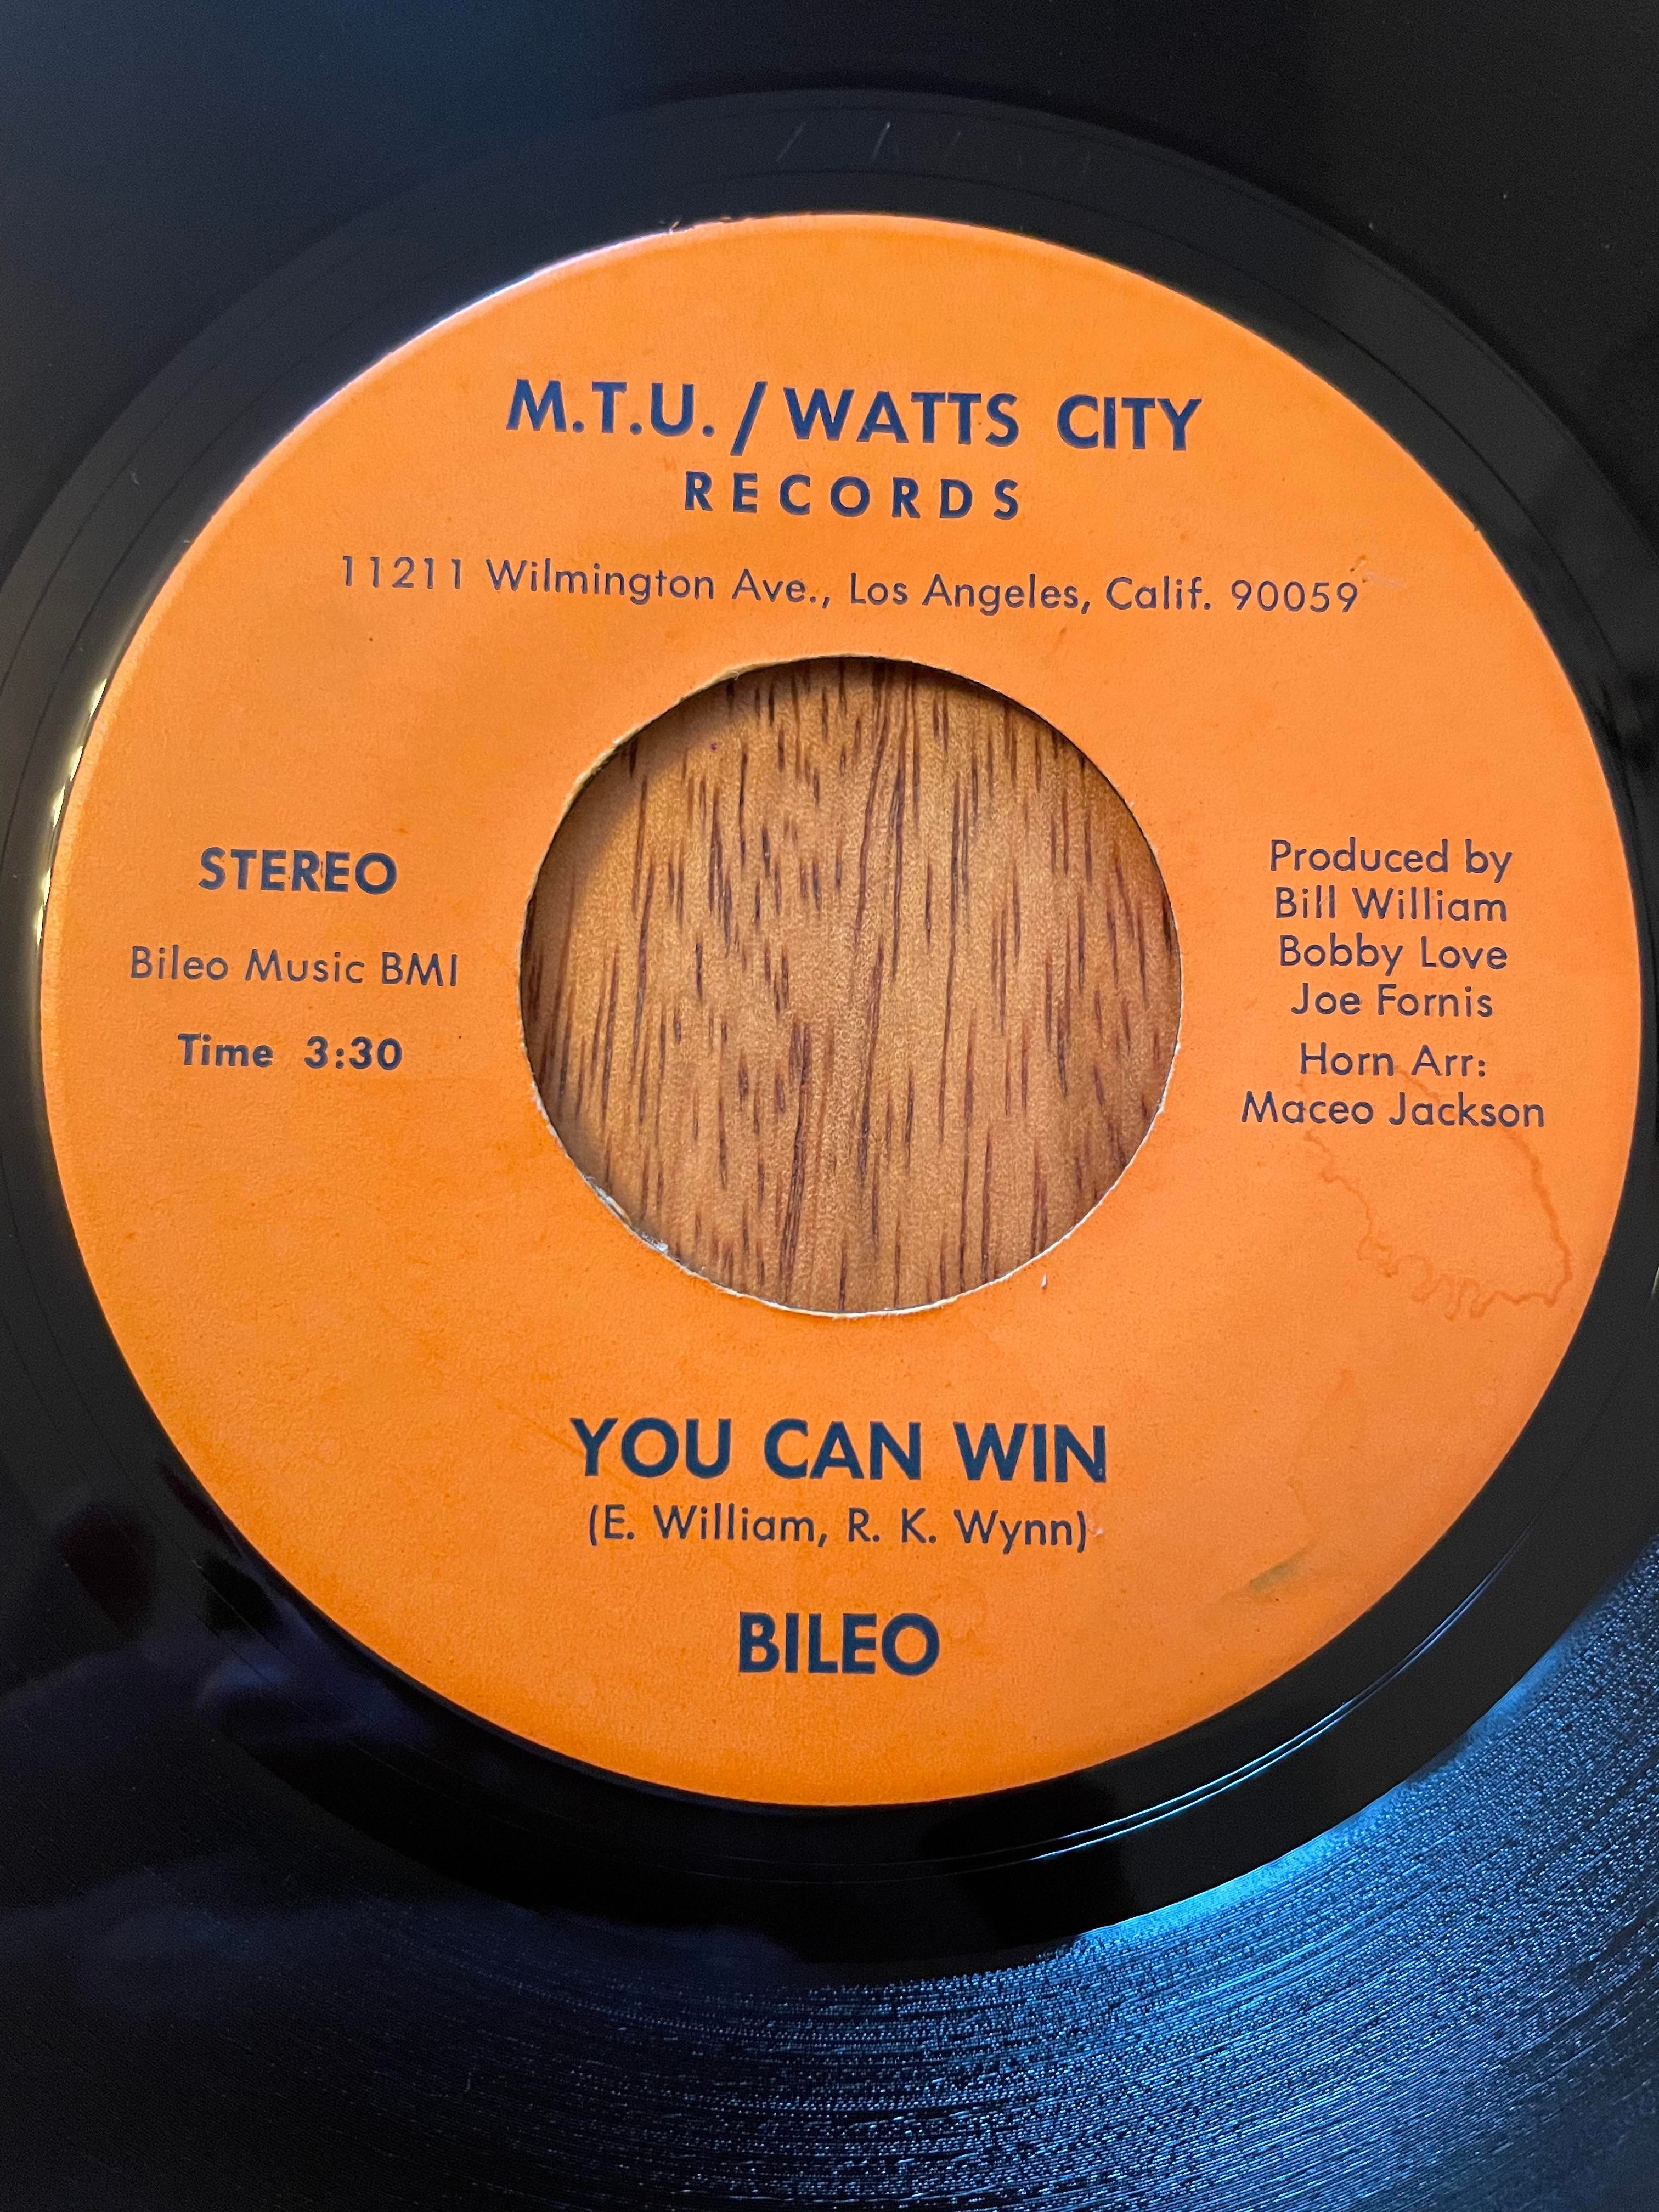 M.T.U. / WATTS CITY
RECORDS
11211 Wilmington Ave., Los Angeles, Calif. 90059
STEREO
Bileo Music BMI
Time 3:30
Produced by
Bill William
Bobby Love
Joe Fornis
Horn Arr:
Maceo Jackson
YOU CAN WIN
(E. William, R. K. Wynn)
BILEO